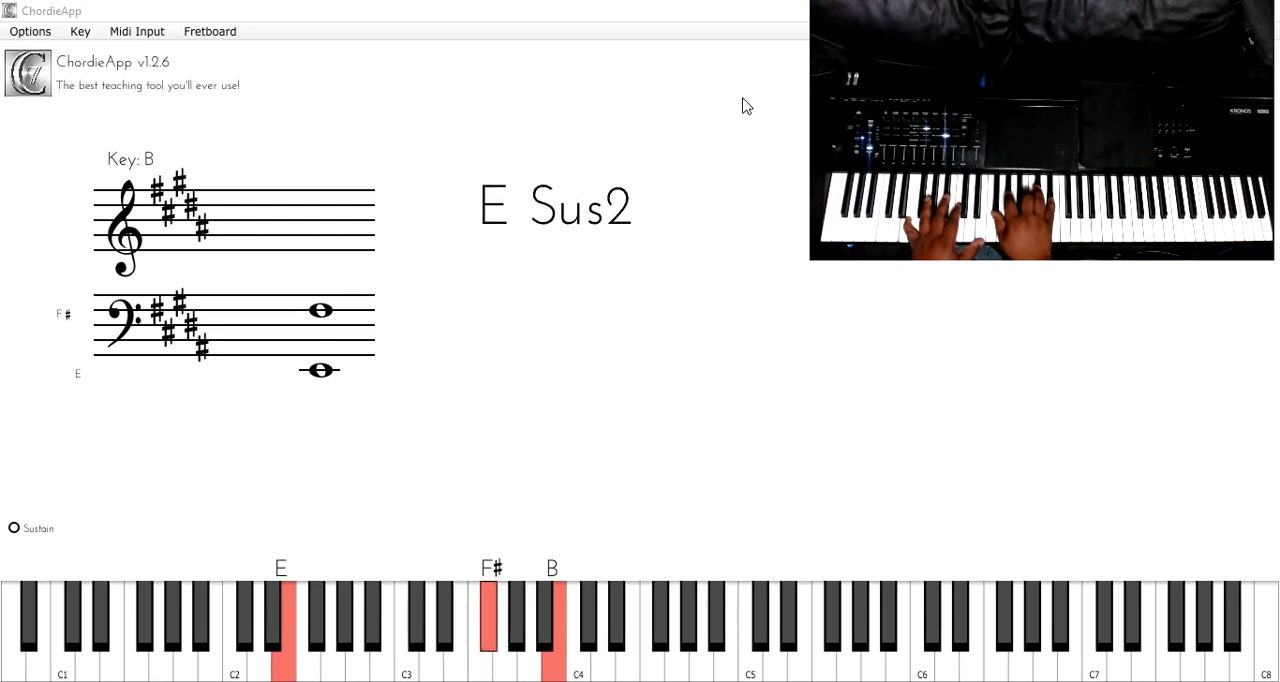 ChordieApp
Options Key Midi Input Fretboard
ChordieApp v1.2.6
The best teaching tool you'll ever use!
Key: B
E Sus2
KRONOS KORG
F#
E
Sustain
E F# B
C1 C2 C3 C4 C5 C6 C7 C8